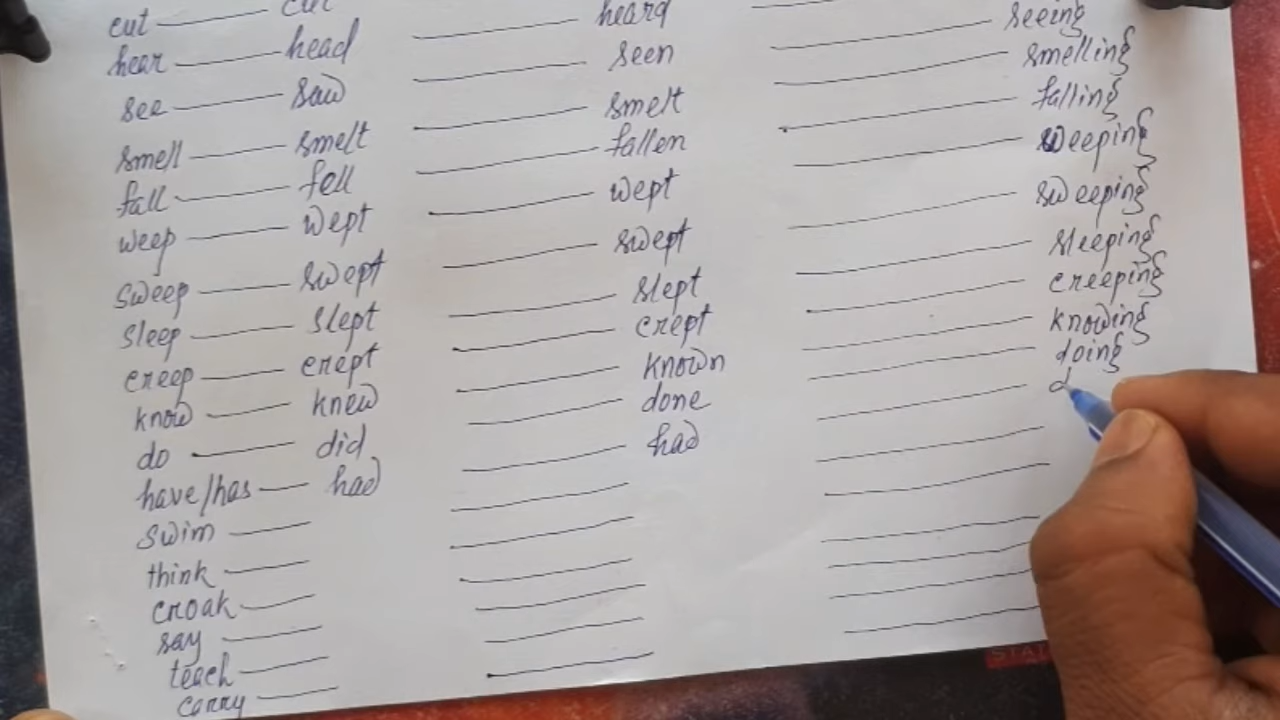 cut cut
hear head heard
see saw seen seeing
smell smelt smelt smelling
fall fell fallen falling
weep wept wept weeping
sweep swept swept sweeping
sleep slept slept sleeping
creep crept crept creeping
know knew known knowing
do did done doing
have/has had had
swim
think
croak
say
teach
carry